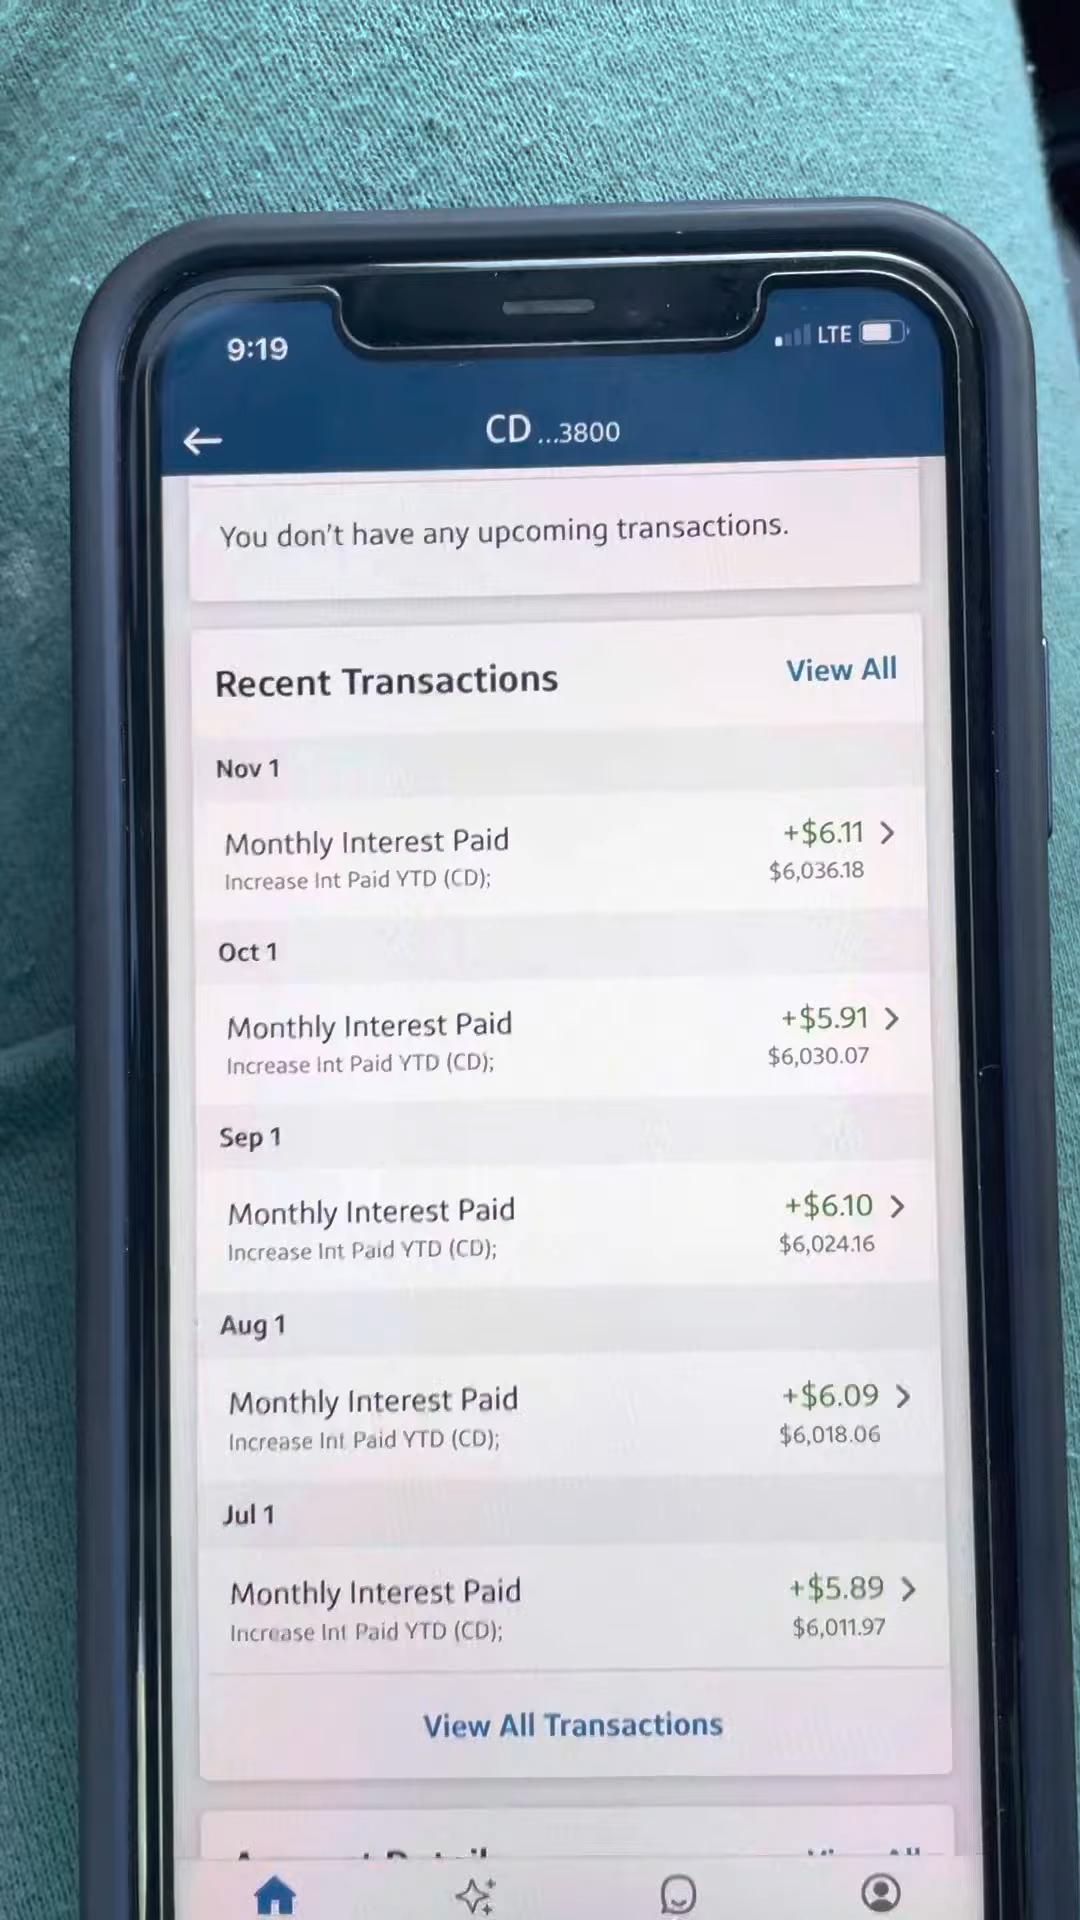 9:19
LTE
CD ...3800
You don't have any upcoming transactions.
Recent Transactions
View All
Nov 1
Monthly Interest Paid
+$6.11
Increase Int Paid YTD (CD);
$6,036.18
Oct 1
Monthly Interest Paid
+$5.91
Increase Int Paid YTD (CD);
$6,030.07
Sep 1
Monthly Interest Paid
+$6.10
Increase Int Paid YTD (CD);
$6,024.16
Aug 1
Monthly Interest Paid
+$6.09
Increase Int Paid YTD (CD);
$6,018.06
Jul 1
Monthly Interest Paid
+$5.89
Increase Int Paid YTD (CD);
$6,011.97
View All Transactions